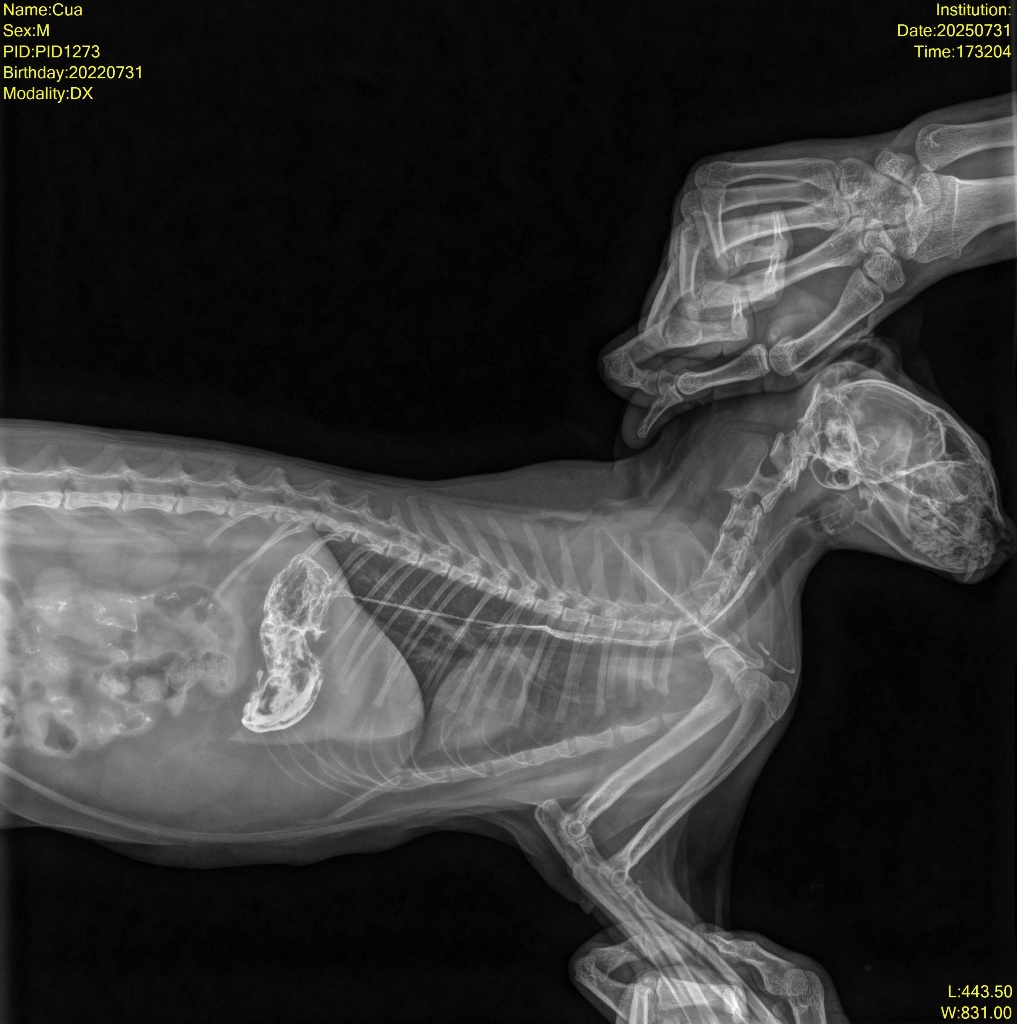 Name:Cua
Sex:M
PID:PID1273
Birthday:20220731
Modality:DX
Institution:
Date:20250731
Time:173204
L:443.50
W:831.00